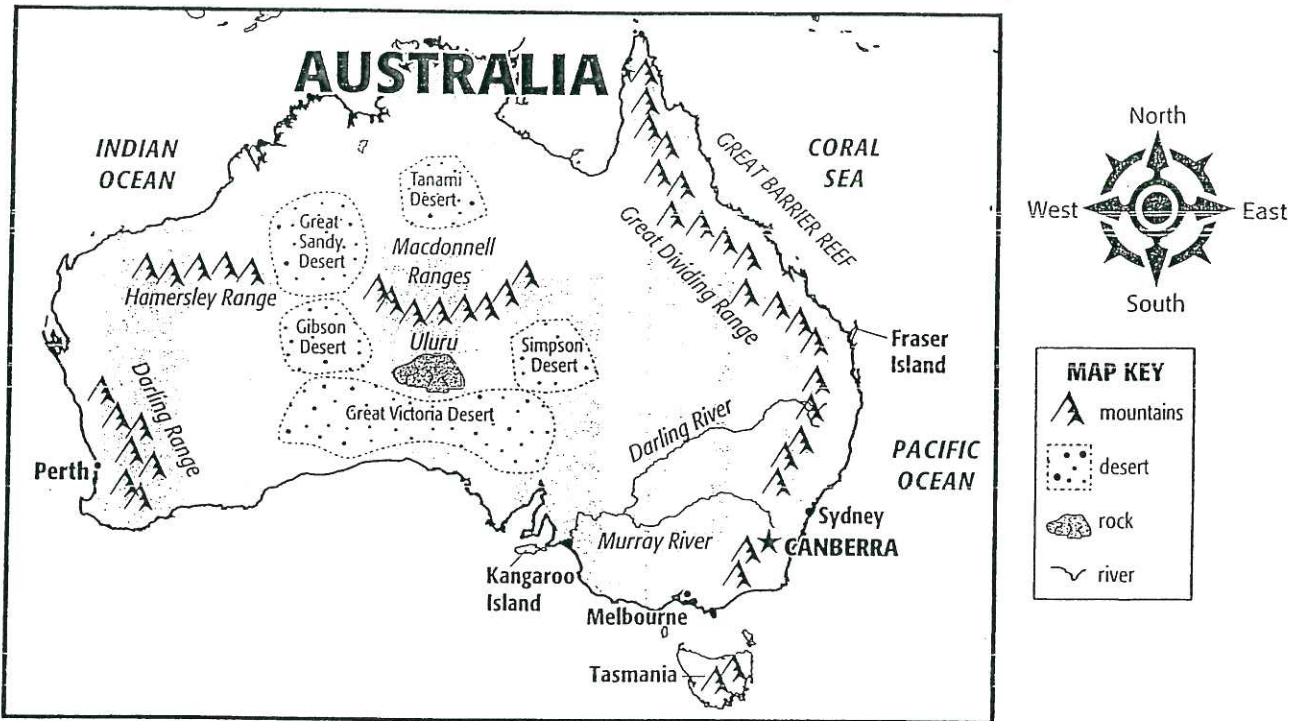 AUSTRALIA
INDIAN
OCEAN
CORAL
SEA
GREAT BARRIER REEF
Tanami
Desert
Great
Sandy
Desert
Macdonnell
Ranges
Great Dividing Range
Hamersley Range
Gibson
Desert
Uluru
Simpson
Desert
Fraser
Island
Darling Range
Great Victoria Desert
Darling River
PACIFIC
OCEAN
Perth
Sydney
Murray River
CANBERRA
Kangaroo
Island
Melbourne
Tasmania
North
West
East
South
MAP KEY
mountains
desert
rock
river